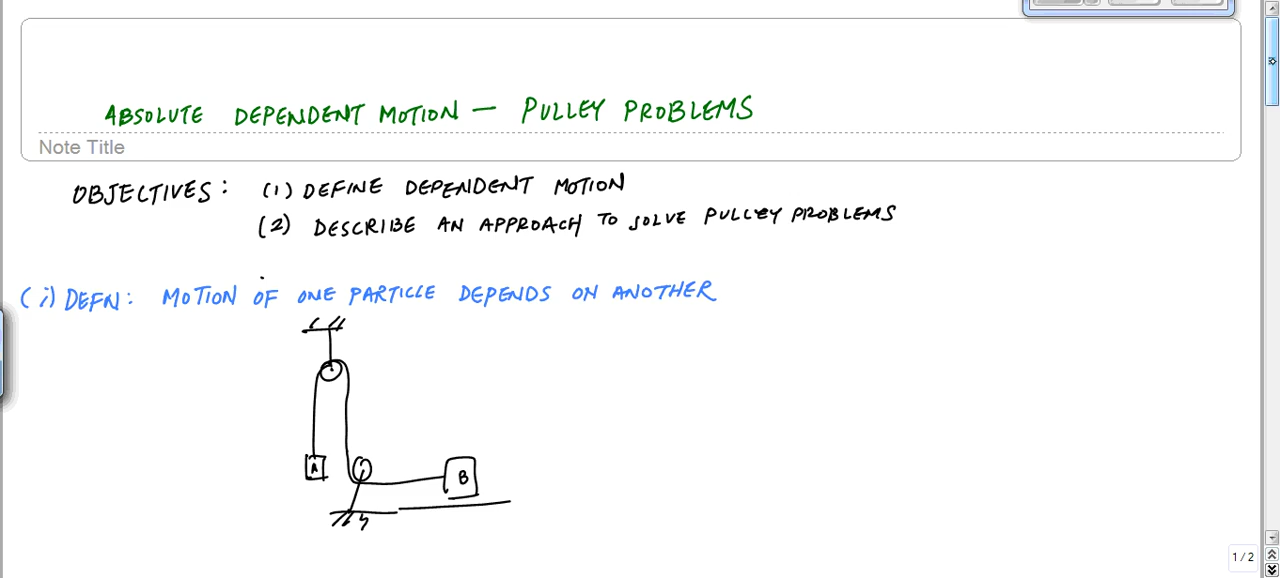 ABSOLUTE DEPENDENT MOTION — PULLEY PROBLEMS
Note Title
OBJECTIVES: (1) DEFINE DEPENDENT MOTION
(2) DESCRIBE AN APPROACH TO SOLVE PULLEY PROBLEMS
(i) DEFN: MOTION OF ONE PARTICLE DEPENDS ON ANOTHER
A
B
1 / 2